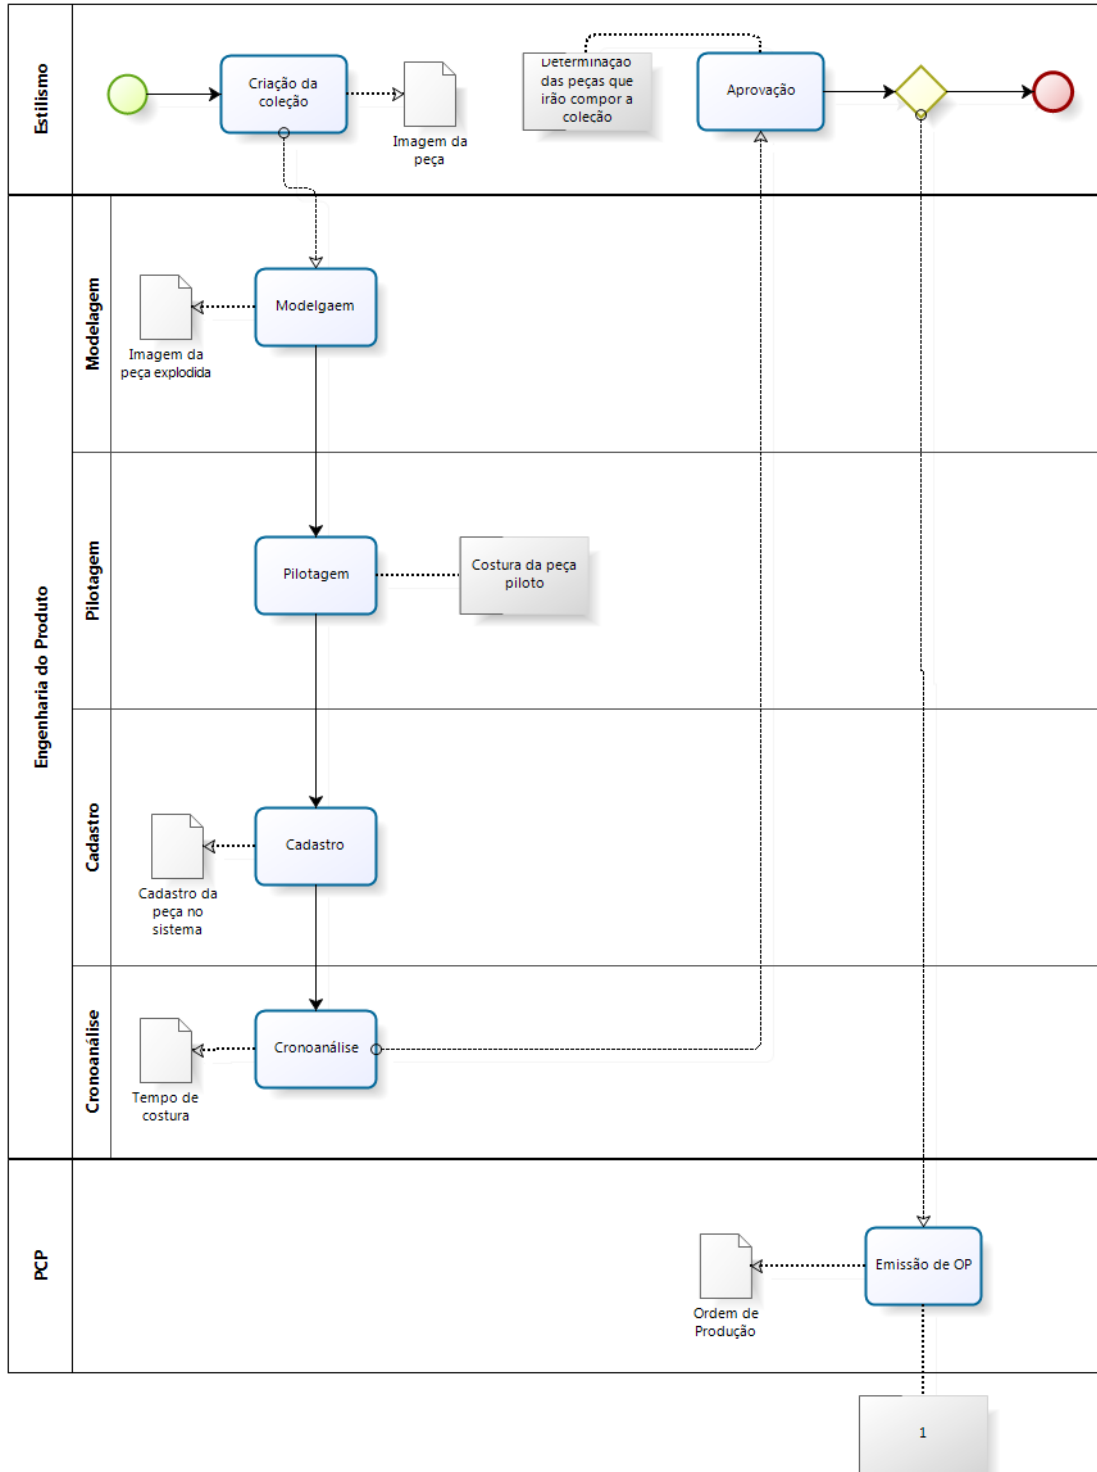 Estilismo
Criação da
coleção
Imagem da
peça
Determinação
das peças que
irão compor a
coleção
Aprovação
Engenharia do Produto
Modelagem
Modelgaem
Imagem da
peça explodida
Pilotagem
Pilotagem
Costura da peça
piloto
Cadastro
Cadastro
Cadastro da
peça no
sistema
Cronoanálise
Cronoanálise
Tempo de
costura
PCP
Emissão de OP
Ordem de
Produção
1